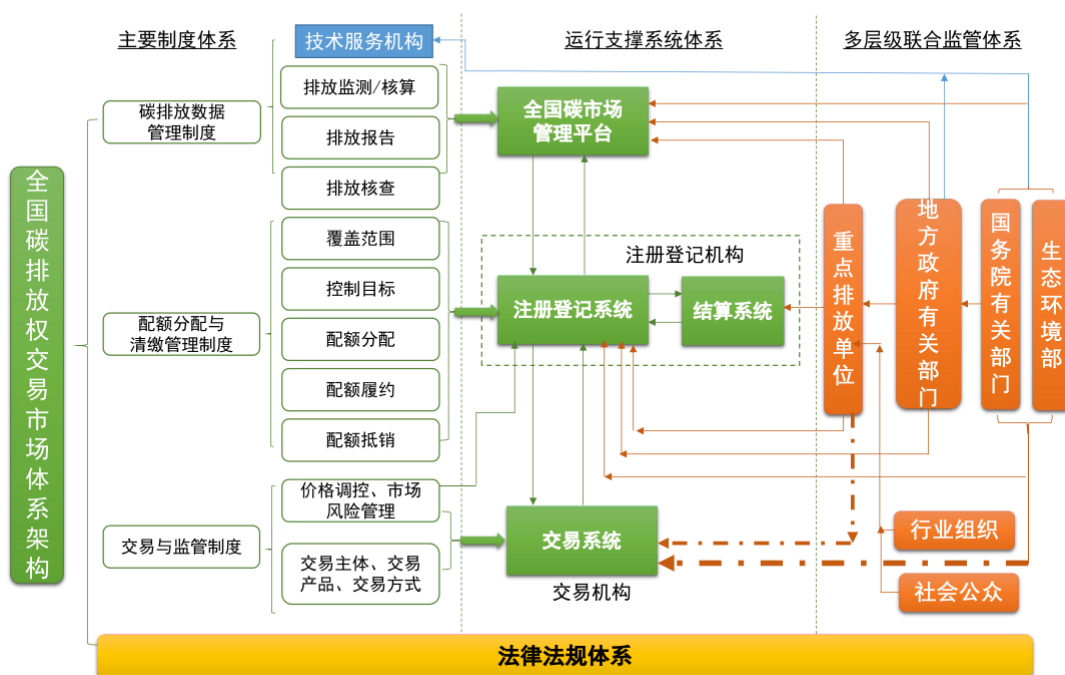 主要制度体系
运行支撑系统体系
多层级联合监管体系
全国碳排放权交易市场体系架构
碳排放数据
管理制度
技术服务机构
排放监测/核算
排放报告
排放核查
配额分配与
清缴管理制度
覆盖范围
控制目标
配额分配
配额履约
配额抵销
交易与监管制度
价格调控、市场
风险管理
交易主体、交易
产品、交易方式
全国碳市场
管理平台
注册登记机构
注册登记系统
结算系统
交易系统
交易机构
重点排放单位
地方政府有关部门
国务院有关部门
生态环境部
行业组织
社会公众
法律法规体系